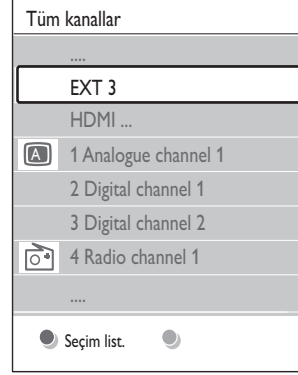 Tüm kanallar
....
EXT 3
HDMI ...
A 1 Analogue channel 1
2 Digital channel 1
3 Digital channel 2
4 Radio channel 1
....
Seçim list.